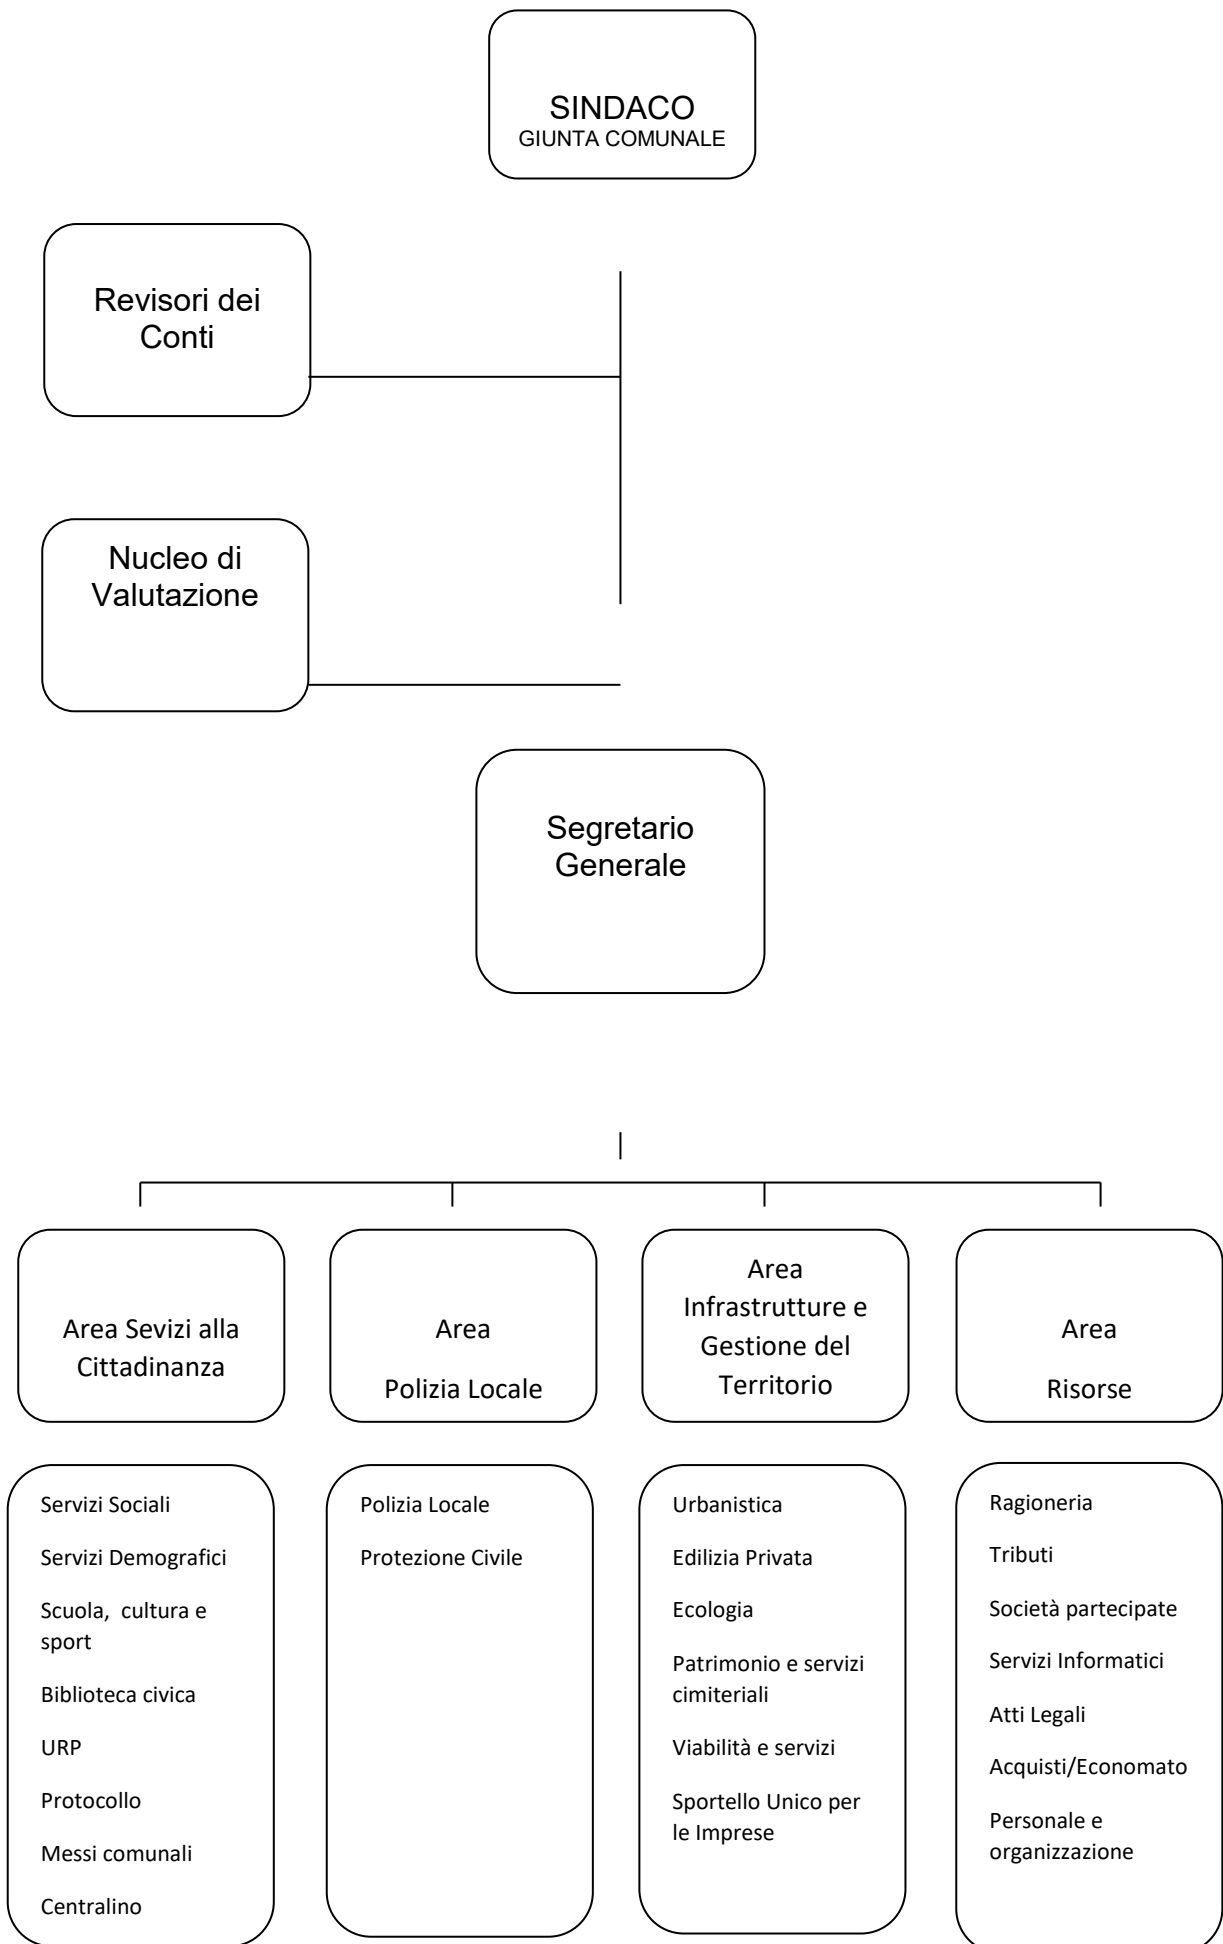 SINDACO
GIUNTA COMUNALE
Revisori dei
Conti
Nucleo di
Valutazione
Segretario
Generale
Area Sevizi alla
Cittadinanza
Area
Polizia Locale
Area
Infrastrutture e
Gestione del
Territorio
Area
Risorse
Servizi Sociali
Servizi Demografici
Scuola, cultura e
sport
Biblioteca civica
URP
Protocollo
Messi comunali
Centralino
Polizia Locale
Protezione Civile
Urbanistica
Edilizia Privata
Ecologia
Patrimonio e servizi
cimiteriali
Viabilità e servizi
Sportello Unico per
le Imprese
Ragioneria
Tributi
Società partecipate
Servizi Informatici
Atti Legali
Acquisti/Economato
Personale e
organizzazione